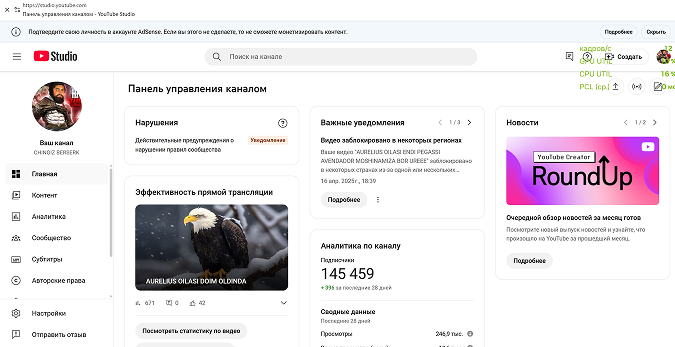 https://studio.youtube.com
Панель управления каналом - YouTube Studio
Подтвердите свою личность в аккаунте AdSense. Если вы этого не сделаете, то не сможете монетизировать контент.
Подробнее
Скрыть
Studio
Поиск на канале
Создать
кадров/с
12
GPU UTIL
%
CPU UTIL
16 %
PCL (ср.)
0 мс
Ваш канал
CHINGIZ BERSERK
Главная
Контент
Аналитика
Сообщество
Субтитры
Авторские права
Настройки
Отправить отзыв
Панель управления каналом
Нарушения
Действительные предупреждения о нарушении правил сообщества
Уведомление
Эффективность прямой трансляции
AURELIUS OILASI DOIM OLDINDA
671
0
42
Посмотреть статистику по видео
Важные уведомления
1 / 3
Видео заблокировано в некоторых регионах
Ваше видео "AURELIUS OILASI ENDI PEGASSI
AVENDADOR MOSHINAMIZA BOR UREEE" заблокировано
в некоторых странах из-за одной или нескольких...
16 апр. 2025 г., 18:39
Подробнее
Аналитика по каналу
Подписчики
145 459
+ 396 за последние 28 дней
Сводные данные
Последние 28 дней
Просмотры
246,9 тыс.
Новости
1 / 2
YouTube Creator
RoundUp
Очередной обзор новостей за месяц готов
Посмотрите новый выпуск новостей и узнайте, что
произошло на YouTube за прошедший месяц.
Подробнее